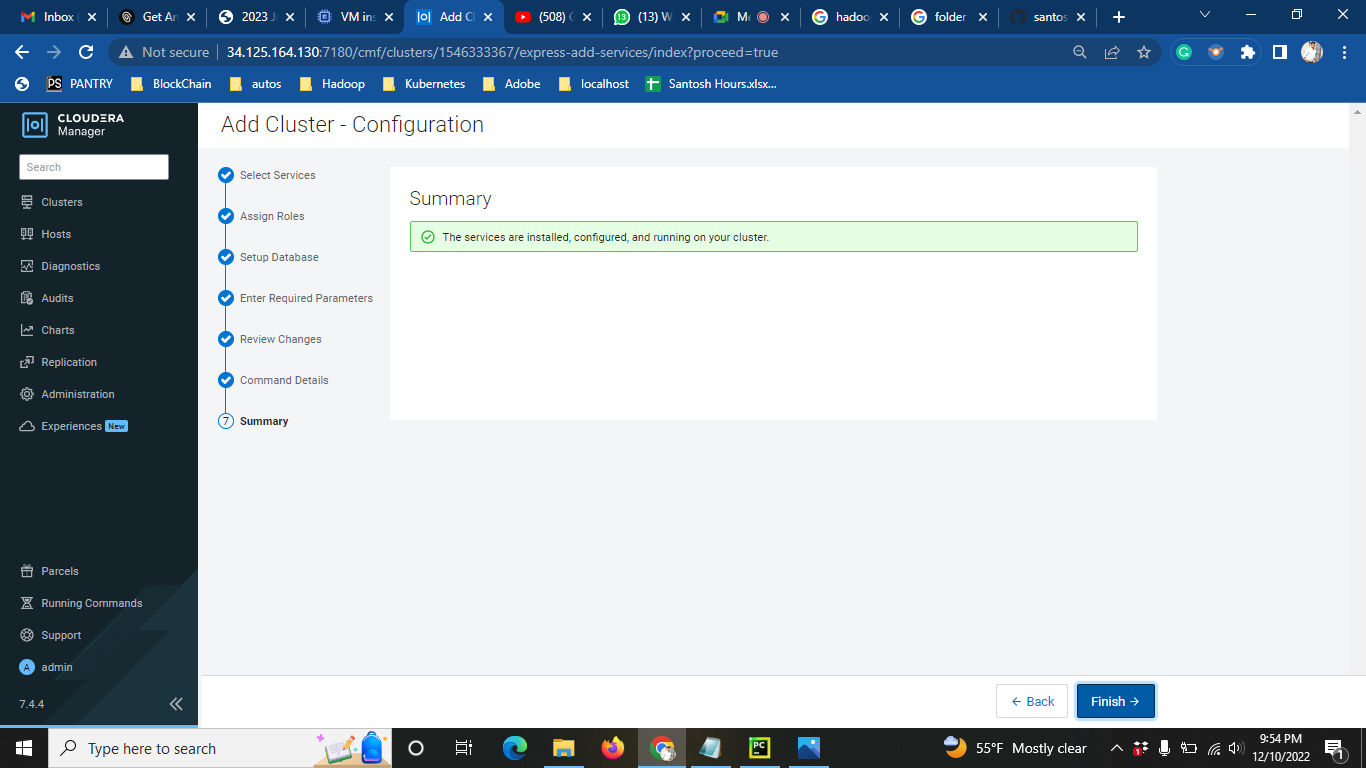 Inbox
Get An
2023 J
VM ins
Add Cl
(508)
(13) W
M
hadoo
folder
santos
Not secure 34.125.164.130:7180/cmf/clusters/1546333367/express-add-services/index?proceed=true
PS PANTRY BlockChain autos Hadoop Kubernetes Adobe localhost Santosh Hours.xlsx...
CLOUDERA
Manager
Search
Clusters
Hosts
Diagnostics
Audits
Charts
Replication
Administration
Experiences New
Parcels
Running Commands
Support
A admin
7.4.4
Add Cluster - Configuration
Select Services
Assign Roles
Setup Database
Enter Required Parameters
Review Changes
Command Details
7 Summary
Summary
The services are installed, configured, and running on your cluster.
← Back
Finish →
Type here to search
PC
55°F Mostly clear
1
9:54 PM
12/10/2022
1